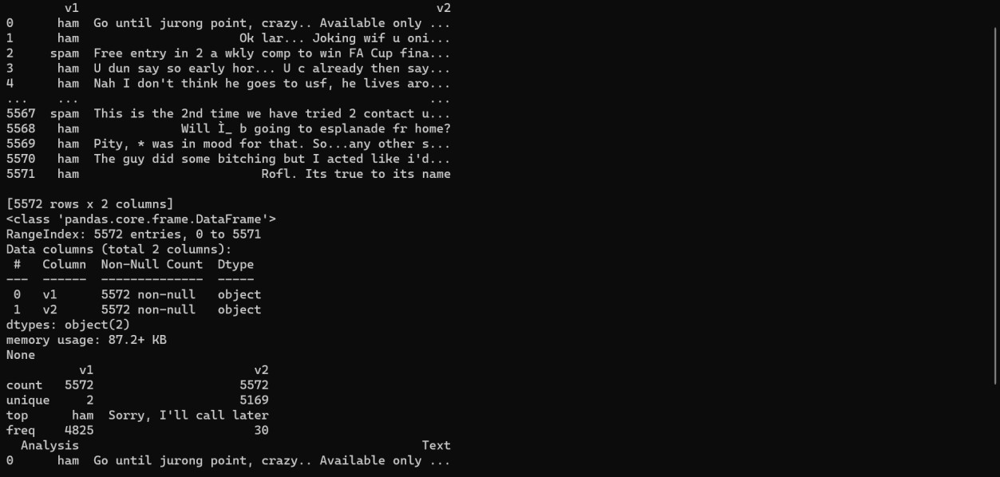 v1                                                 v2
0      ham  Go until jurong point, crazy.. Available only ...
1      ham                      Ok lar... Joking wif u oni...
2     spam  Free entry in 2 a wkly comp to win FA Cup fina...
3      ham  U dun say so early hor... U c already then say...
4      ham  Nah I don't think he goes to usf, he lives aro...
...    ...                                                ...
5567  spam  This is the 2nd time we have tried 2 contact u...
5568   ham              Will Ì_ b going to esplanade fr home?
5569   ham  Pity, * was in mood for that. So...any other s...
5570   ham  The guy did some bitching but I acted like i'd...
5571   ham                         Rofl. Its true to its name
[5572 rows x 2 columns]
<class 'pandas.core.frame.DataFrame'>
RangeIndex: 5572 entries, 0 to 5571
Data columns (total 2 columns):
 #   Column  Non-Null Count  Dtype
---  ------  --------------  -----
 0   v1      5572 non-null   object
 1   v2      5572 non-null   object
dtypes: object(2)
memory usage: 87.2+ KB
None
          v1                      v2
count   5572                    5572
unique     2                    5169
top      ham  Sorry, I'll call later
freq    4825                      30
  Analysis                                               Text
0      ham  Go until jurong point, crazy.. Available only ...